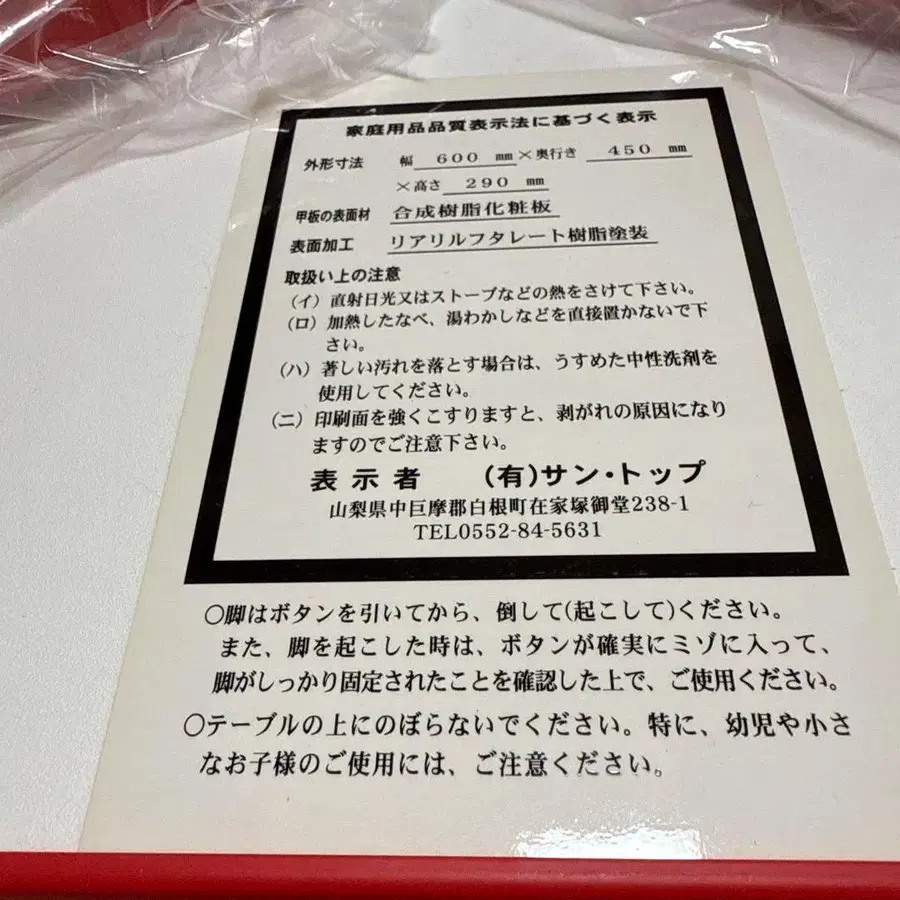 家庭用品品質表示法に基づく表示
外形寸法 幅 600 mm×奥行き 450 mm
×高さ 290 mm
甲板の表面材 合成樹脂化粧板
表面加工 リアリルフタレート樹脂塗装
取扱い上の注意
(イ) 直射日光又はストーブなどの熱をさけて下さい。
(ロ) 加熱したなべ、湯わかしなどを直接置かないで下
さい。
(ハ) 著しい汚れを落とす場合は、うすめた中性洗剤を
使用してください。
(ニ) 印刷面を強くこすりますと、剥がれの原因になり
ますのでご注意下さい。
表示者 (有)サン・トップ
山梨県中巨摩郡白根町在家塚御堂238-1
TEL0552-84-5631
○脚はボタンを引いてから、倒して(起こして)ください。
また、脚を起こした時は、ボタンが確実にミゾに入って、
脚がしっかり固定されたことを確認した上で、ご使用ください。
○テーブルの上にのぼらないでください。特に、幼児や小さ
なお子様のご使用には、ご注意ください。